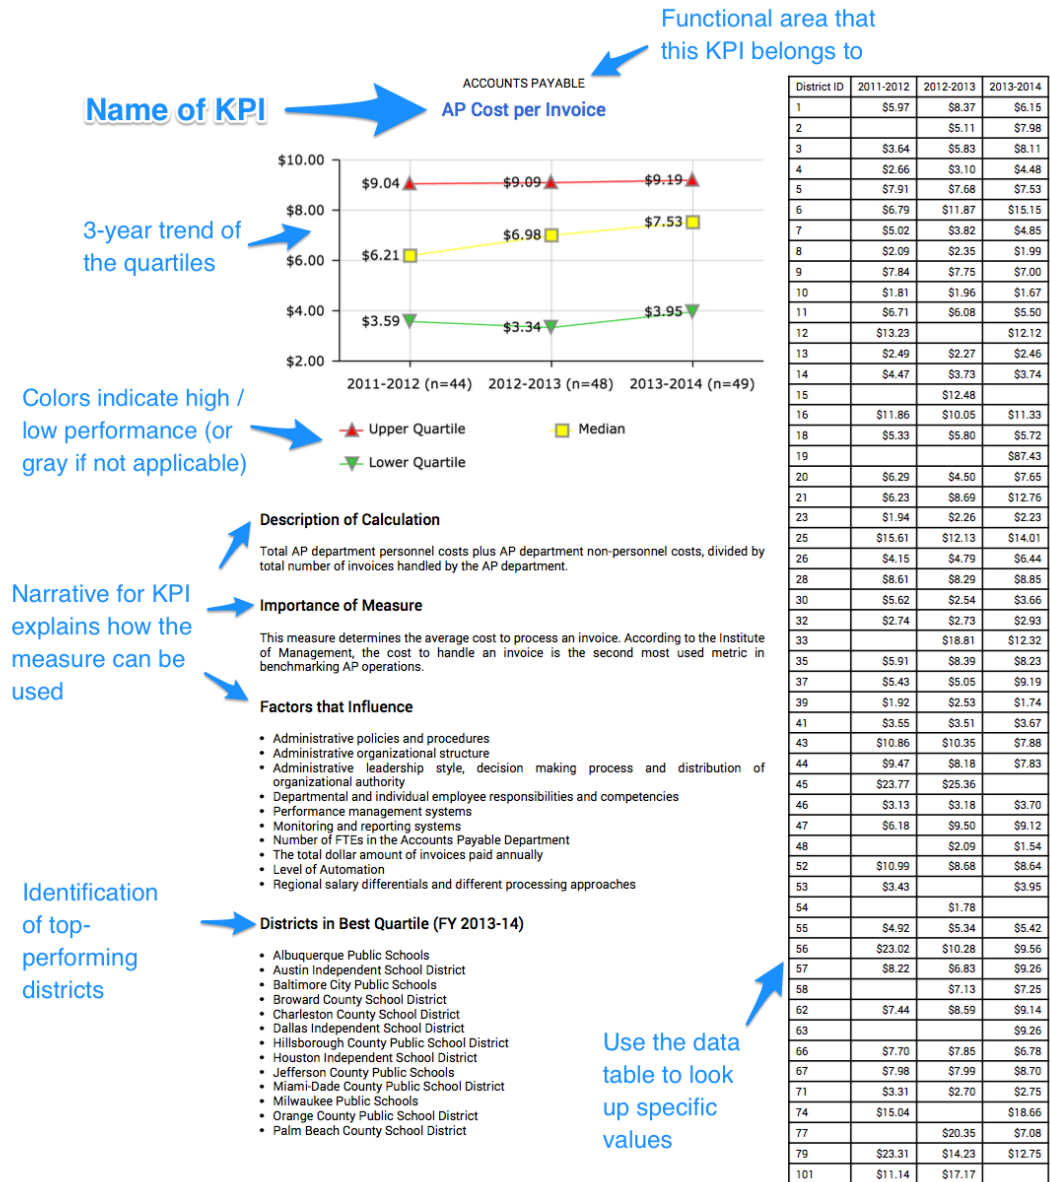 Functional area that
this KPI belongs to
ACCOUNTS PAYABLE
Name of KPI
AP Cost per Invoice
$10.00
$8.00
$6.00
$4.00
$2.00
$9.04
$9.09
$9.19
$6.21
$6.98
$7.53
$3.59
$3.34
$3.95
2011-2012 (n=44) 2012-2013 (n=48) 2013-2014 (n=49)
Upper Quartile
Median
Lower Quartile
3-year trend of
the quartiles
Colors indicate high /
low performance (or
gray if not applicable)
Description of Calculation
Total AP department personnel costs plus AP department non-personnel costs, divided by
total number of invoices handled by the AP department.
Narrative for KPI
explains how the
measure can be
used
Importance of Measure
This measure determines the average cost to process an invoice. According to the Institute
of Management, the cost to handle an invoice is the second most used metric in
benchmarking AP operations.
Factors that Influence
• Administrative policies and procedures
• Administrative organizational structure
• Administrative leadership style, decision making process and distribution of
organizational authority
• Departmental and individual employee responsibilities and competencies
• Performance management systems
• Monitoring and reporting systems
• Number of FTEs in the Accounts Payable Department
• The total dollar amount of invoices paid annually
• Level of Automation
• Regional salary differentials and different processing approaches
Identification
of top-
performing
districts
Districts in Best Quartile (FY 2013-14)
• Albuquerque Public Schools
• Austin Independent School District
• Baltimore City Public Schools
• Broward County School District
• Charleston County School District
• Dallas Independent School District
• Hillsborough County Public School District
• Houston Independent School District
• Jefferson County Public Schools
• Miami-Dade County Public School District
• Milwaukee Public Schools
• Orange County Public School District
• Palm Beach County School District
Use the data
table to look
up specific
values
District ID 2011-2012 2012-2013 2013-2014
1 $5.97 $8.37 $6.15
2 $5.11 $7.98
3 $3.64 $5.83 $8.11
4 $2.66 $3.10 $4.48
5 $7.91 $7.68 $7.53
6 $6.79 $11.87 $15.15
7 $5.02 $3.82 $4.85
8 $2.09 $2.35 $1.99
9 $7.84 $7.75 $7.00
10 $1.81 $1.96 $1.67
11 $6.71 $6.08 $5.50
12 $13.23 $12.12
13 $2.49 $2.27 $2.46
14 $4.47 $3.73 $3.74
15 $12.48
16 $11.86 $10.05 $11.33
18 $5.33 $5.80 $5.72
19 $87.43
20 $6.29 $4.50 $7.65
21 $6.23 $8.69 $12.76
23 $1.94 $2.26 $2.23
25 $15.61 $12.13 $14.01
26 $4.15 $4.79 $6.44
28 $8.61 $8.29 $8.85
30 $5.62 $2.54 $3.66
32 $2.74 $2.73 $2.93
33 $18.81 $12.32
35 $5.91 $8.39 $8.23
37 $5.43 $5.05 $9.19
39 $1.92 $2.53 $1.74
41 $3.55 $3.51 $3.67
43 $10.86 $10.35 $7.88
44 $9.47 $8.18 $7.83
45 $23.77 $25.36
46 $3.13 $3.18 $3.70
47 $6.18 $9.50 $9.12
48 $2.09 $1.54
52 $10.99 $8.68 $8.64
53 $3.43 $3.95
54 $1.78
55 $4.92 $5.34 $5.42
56 $23.02 $10.28 $9.56
57 $8.22 $6.83 $9.26
58 $7.13 $7.25
62 $7.44 $8.59 $9.14
63 $9.26
66 $7.70 $7.85 $6.78
67 $7.98 $7.99 $8.70
71 $3.31 $2.70 $2.75
74 $15.04 $18.66
77 $20.35 $7.08
79 $23.31 $14.23 $12.75
101 $11.14 $17.17